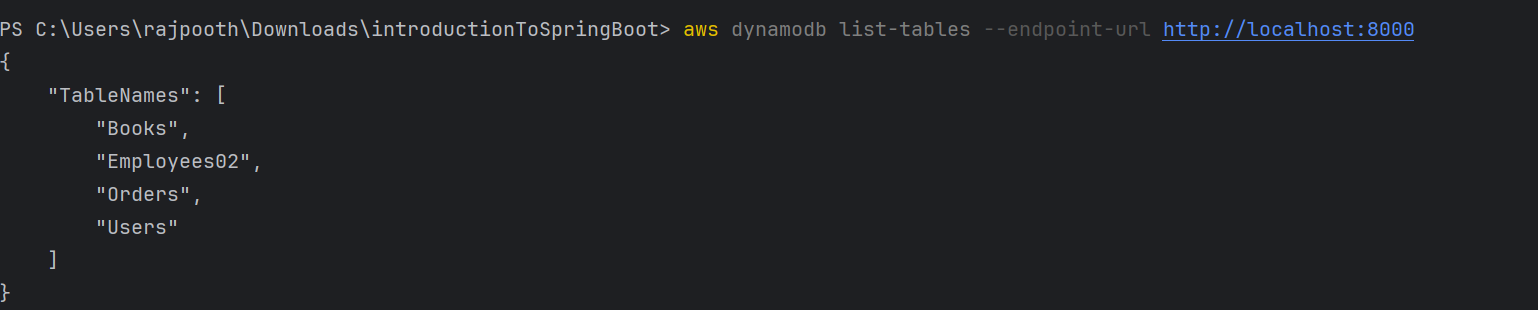 PS C:\Users\rajpooth\Downloads\introductionToSpringBoot> aws dynamodb list-tables --endpoint-url http://localhost:8000
{
    "TableNames": [
        "Books",
        "Employees02",
        "Orders",
        "Users"
    ]
}